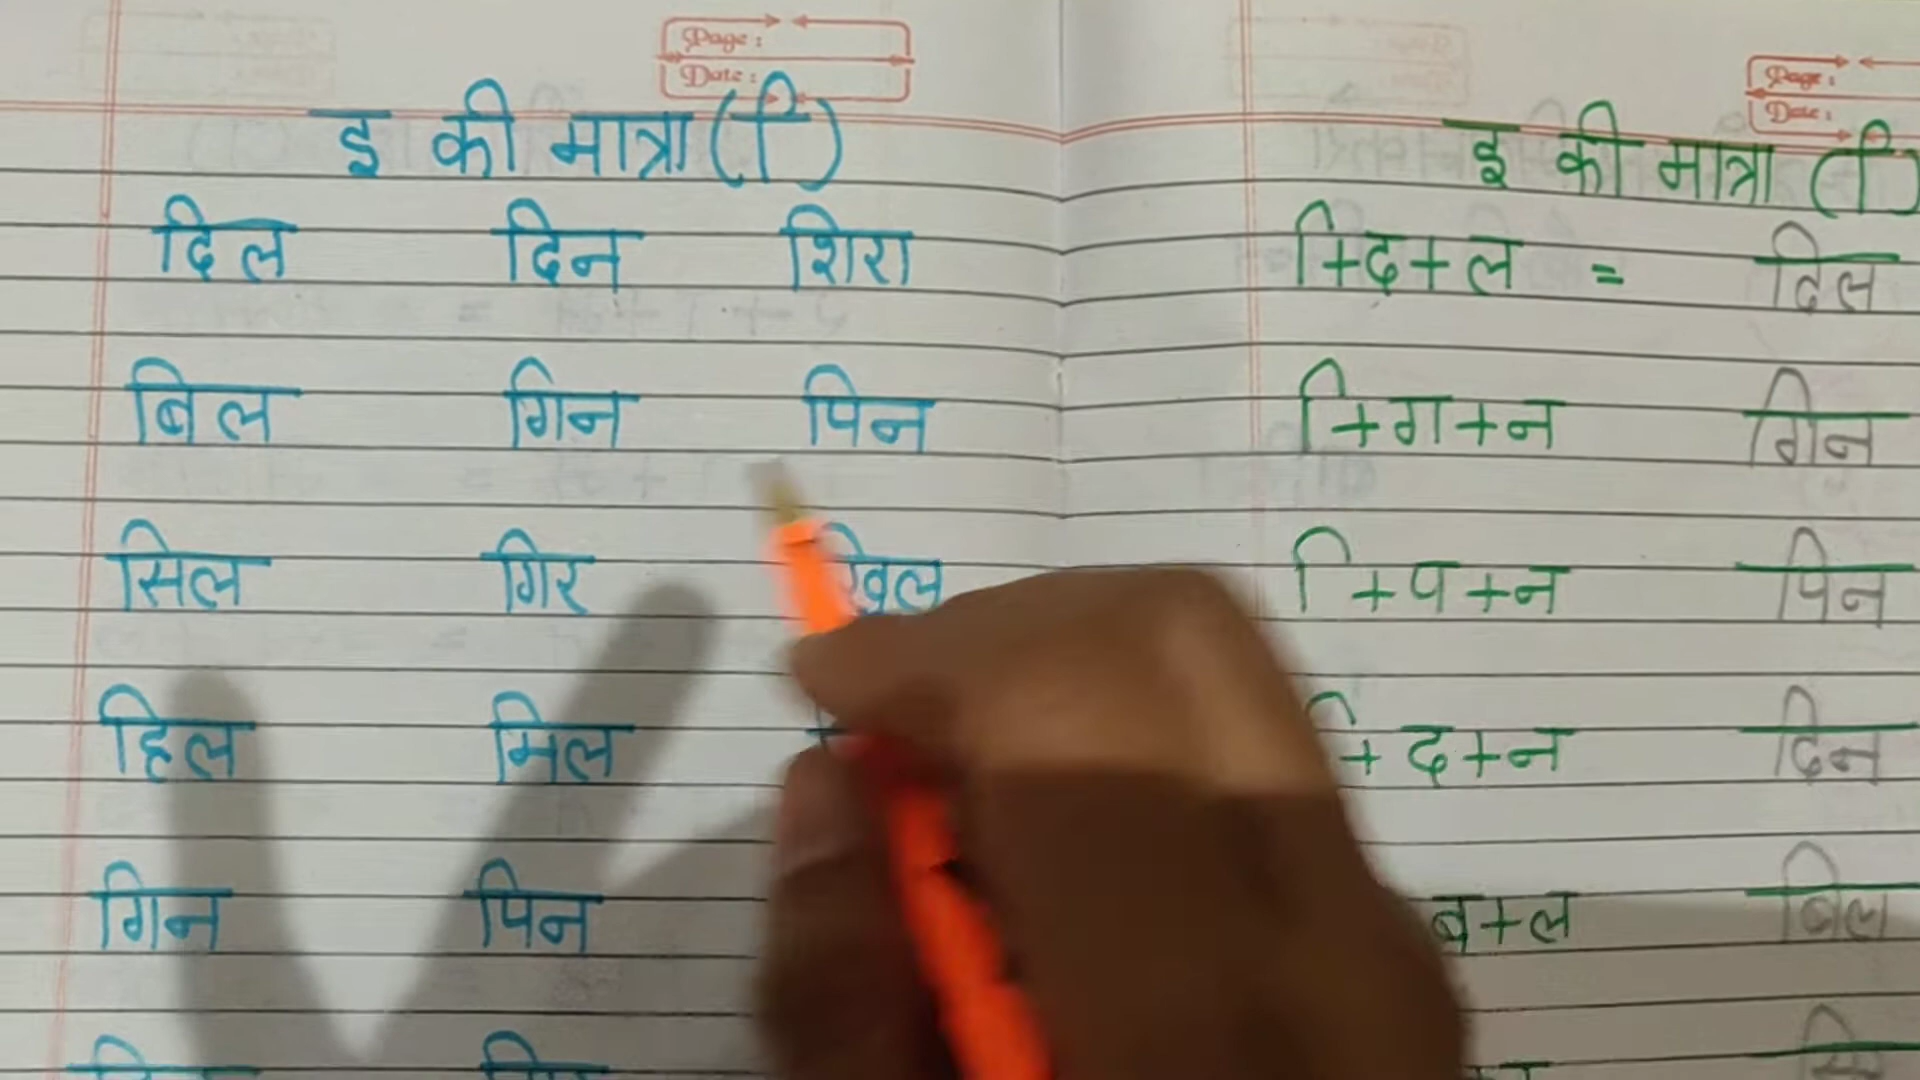 Page :
Date :
इ की मात्रा (ि)
दिल दिन शिरा
बिल गिन पिन
सिल गिर खिल
हिल मिल
गिन पिन
Page :
Date :
इ की मात्रा (ि)
ि+द+ल = दिल
ि+ग+न गिन
ि+प+न पिन
ि+द+न दिन
ब+ल बिल